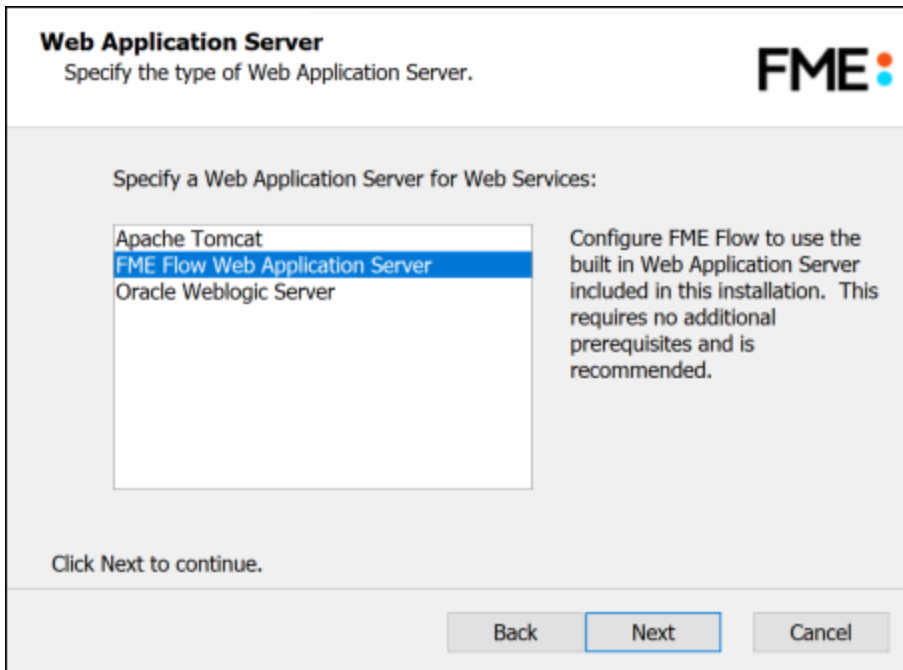 Web Application Server
Specify the type of Web Application Server.
FME
Specify a Web Application Server for Web Services:
Apache Tomcat
FME Flow Web Application Server
Oracle Weblogic Server
Configure FME Flow to use the
built in Web Application Server
included in this installation.  This
requires no additional
prerequisites and is
recommended.
Click Next to continue.
Back
Next
Cancel